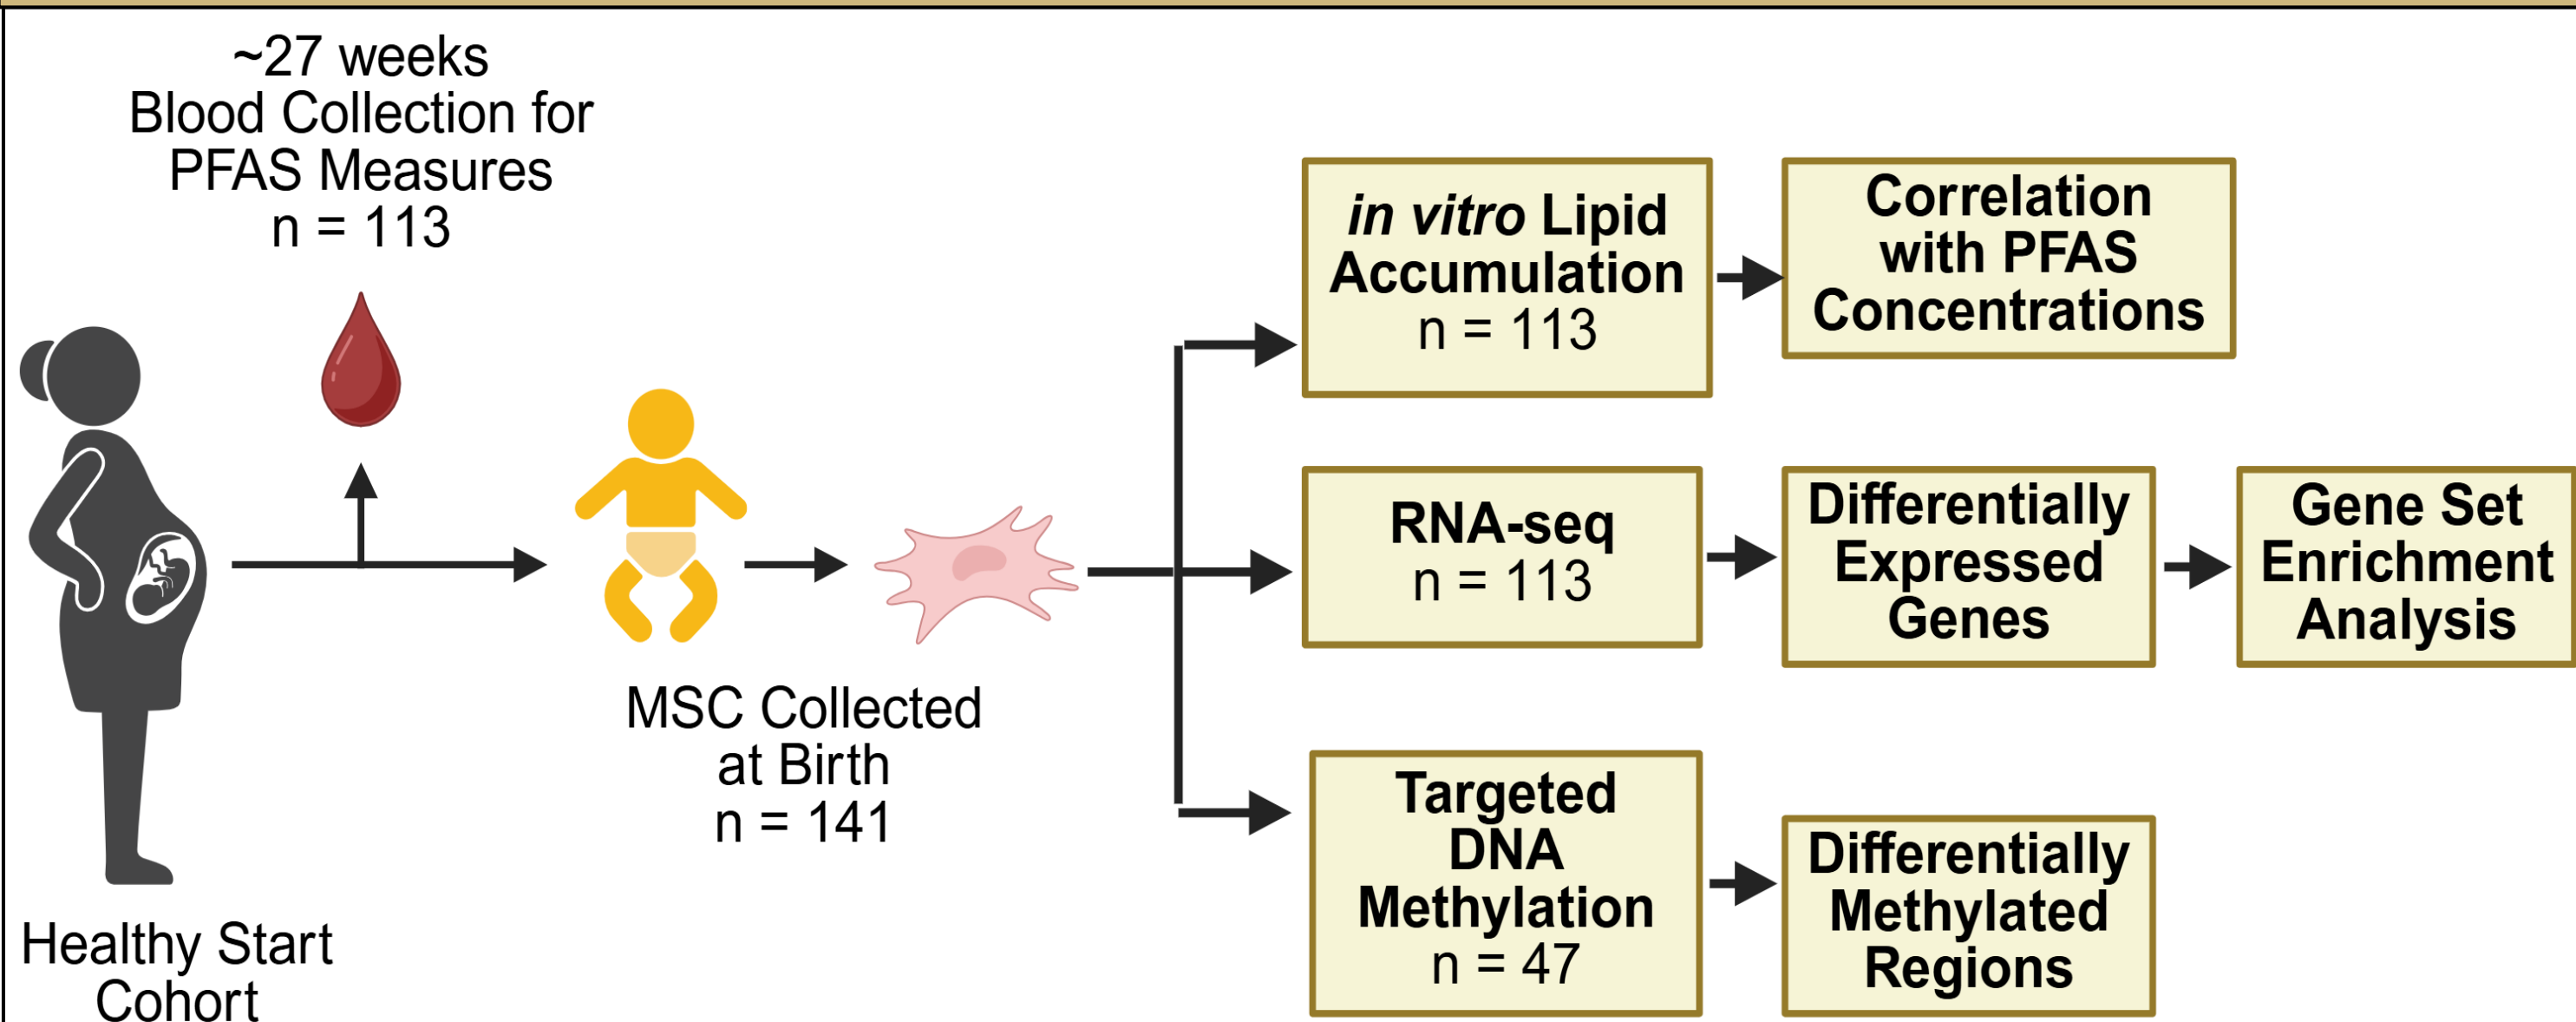 ~27 weeks
Blood Collection for
PFAS Measures
n = 113
Healthy Start
Cohort
MSC Collected
at Birth
n = 141
in vitro Lipid
Accumulation
n = 113
Correlation
with PFAS
Concentrations
RNA-seq
n = 113
Differentially
Expressed
Genes
Gene Set
Enrichment
Analysis
Targeted
DNA
Methylation
n = 47
Differentially
Methylated
Regions